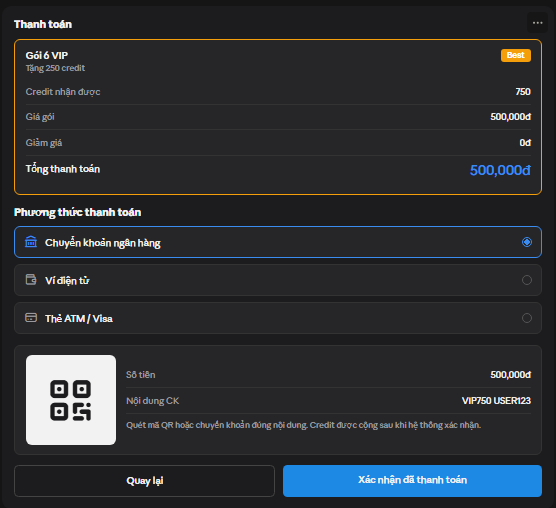 Thanh toán
Gói 6 VIP
Best
Tặng 250 credit
Credit nhận được 750
Giá gói 500,000đ
Giảm giá 0đ
Tổng thanh toán 500,000đ
Phương thức thanh toán
Chuyển khoản ngân hàng
Ví điện tử
Thẻ ATM / Visa
Số tiền 500,000đ
Nội dung CK VIP750 USER123
Quét mã QR hoặc chuyển khoản đúng nội dung. Credit được cộng sau khi hệ thống xác nhận.
Quay lại
Xác nhận đã thanh toán